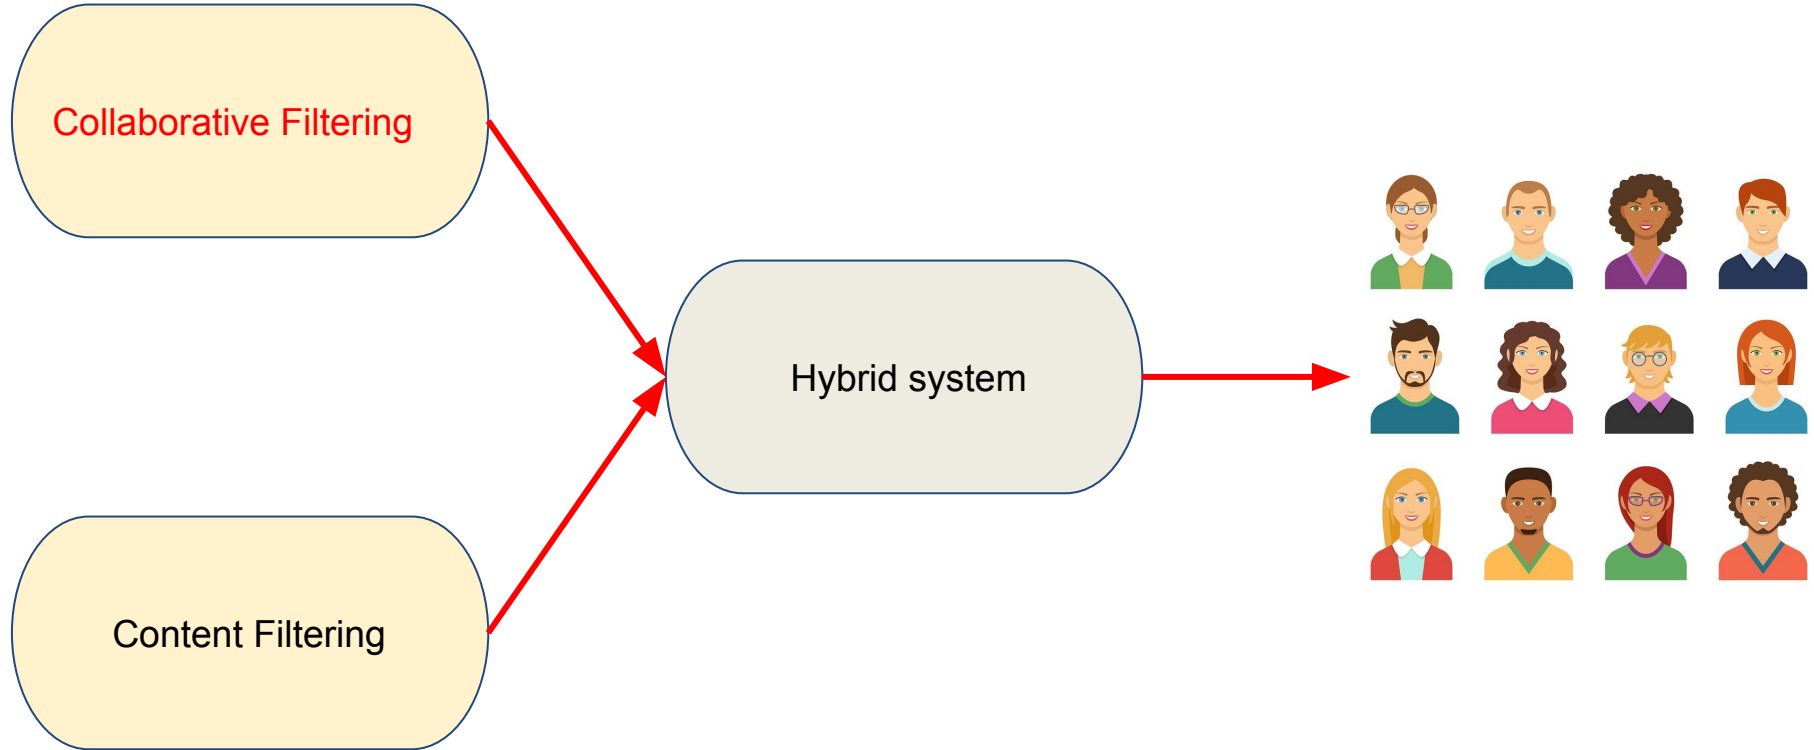 Collaborative Filtering
Hybrid system
Content Filtering